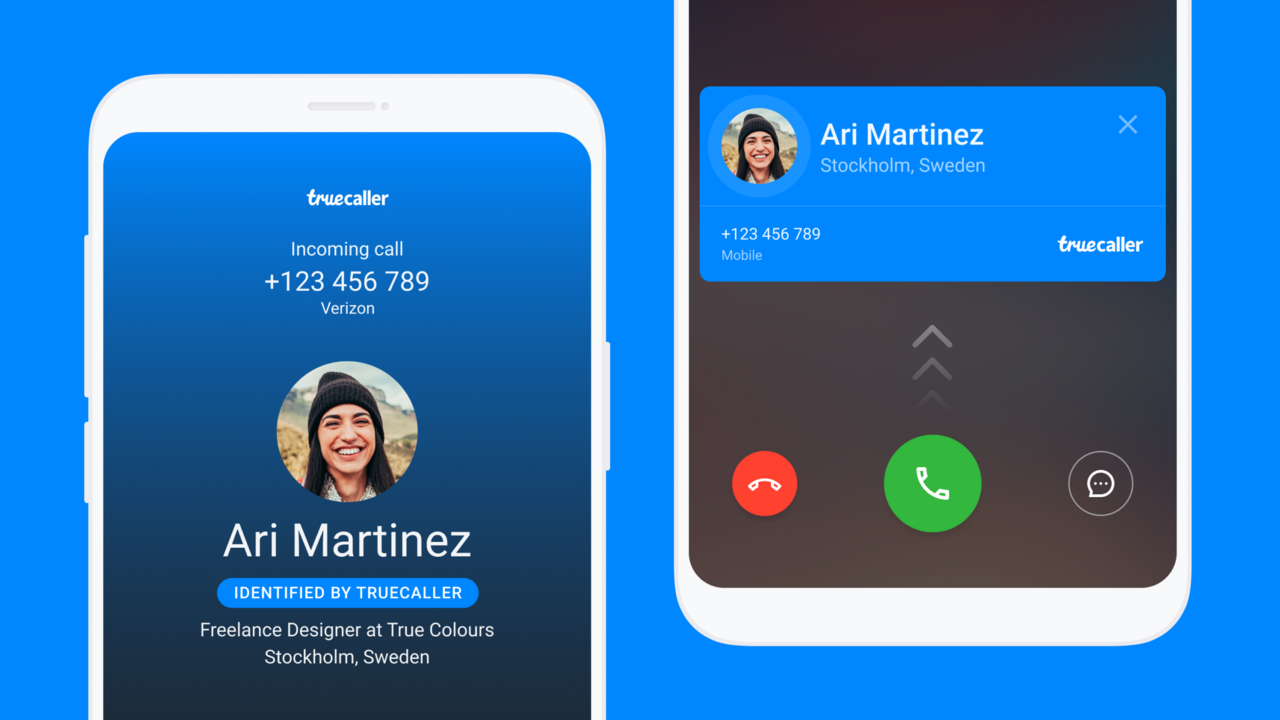 truecaller
Incoming call
+123 456 789
Verizon
Ari Martinez
IDENTIFIED BY TRUECALLER
Freelance Designer at True Colours
Stockholm, Sweden
Ari Martinez
Stockholm, Sweden
+123 456 789
Mobile
truecaller